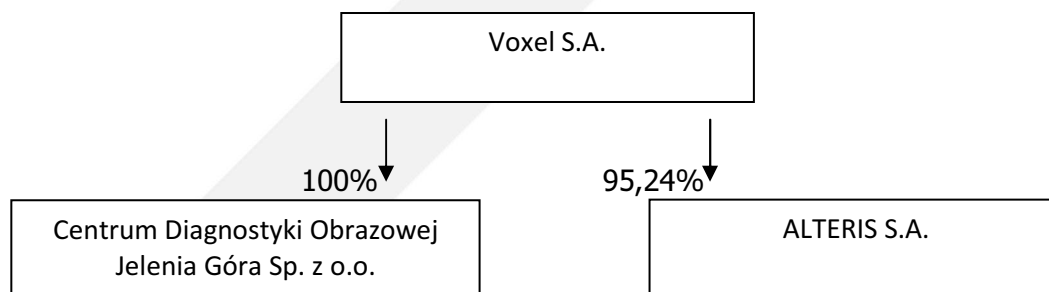 Voxel S.A.
100%
95,24%
Centrum Diagnostyki Obrazowej
Jelenia Góra Sp. z o.o.
ALTERIS S.A.